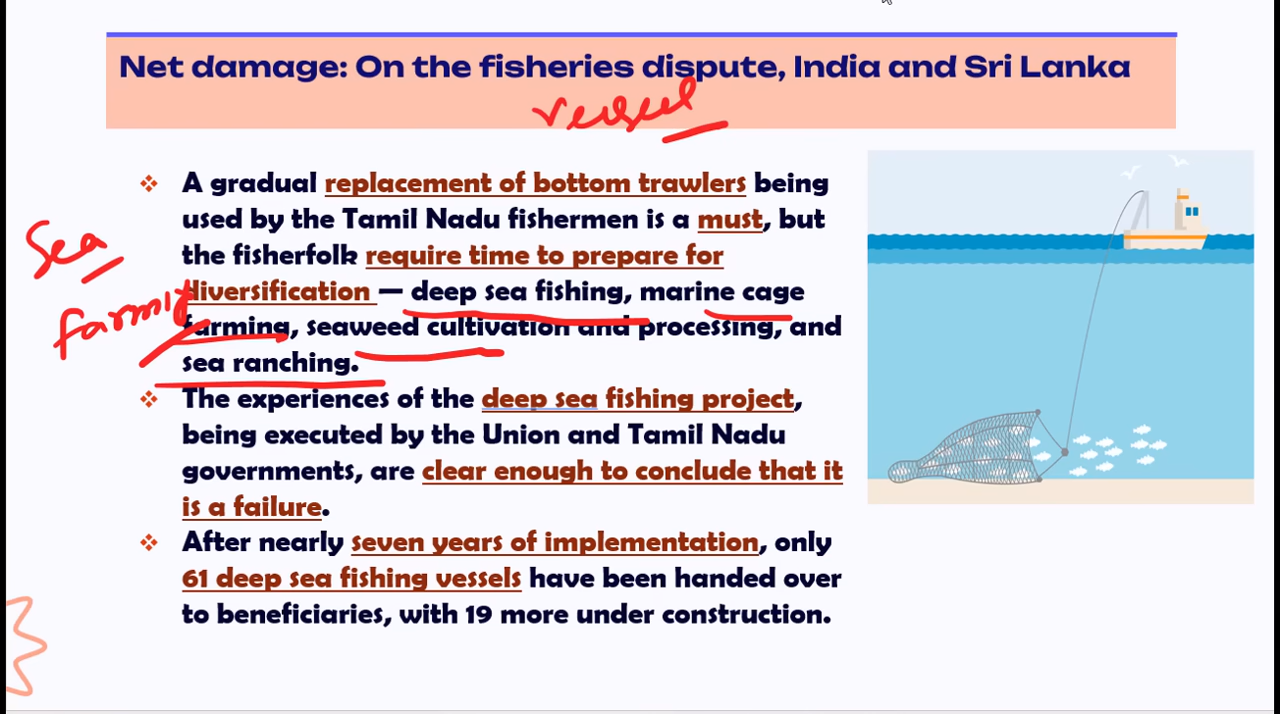 Net damage: On the fisheries dispute, India and Sri Lanka
vessel
❖ A gradual replacement of bottom trawlers being
used by the Tamil Nadu fishermen is a must, but
the fisherfolk require time to prepare for
diversification — deep sea fishing, marine cage
farming, seaweed cultivation and processing, and
sea ranching.
Sea
❖ The experiences of the deep sea fishing project,
being executed by the Union and Tamil Nadu
governments, are clear enough to conclude that it
is a failure.
❖ After nearly seven years of implementation, only
61 deep sea fishing vessels have been handed over
to beneficiaries, with 19 more under construction.